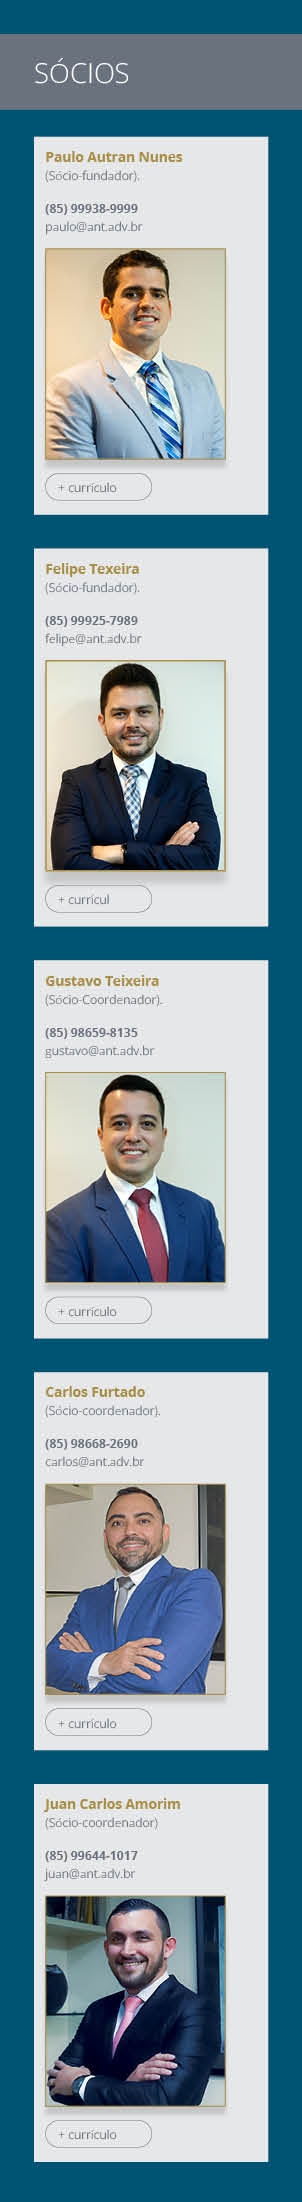 SÓCIOS
Paulo Autran Nunes
(Sócio-fundador).
(85) 99938-9999
paulo@ant.adv.br
+ currículo
Felipe Texeira
(Sócio-fundador).
(85) 99925-7989
felipe@ant.adv.br
+ currícul
Gustavo Teixeira
(Sócio-Coordenador).
(85) 98659-8135
gustavo@ant.adv.br
+ currículo
Carlos Furtado
(Sócio-coordenador).
(85) 98668-2690
carlos@ant.adv.br
+ currículo
Juan Carlos Amorim
(Sócio-coordenador)
(85) 99644-1017
juan@ant.adv.br
+ currículo